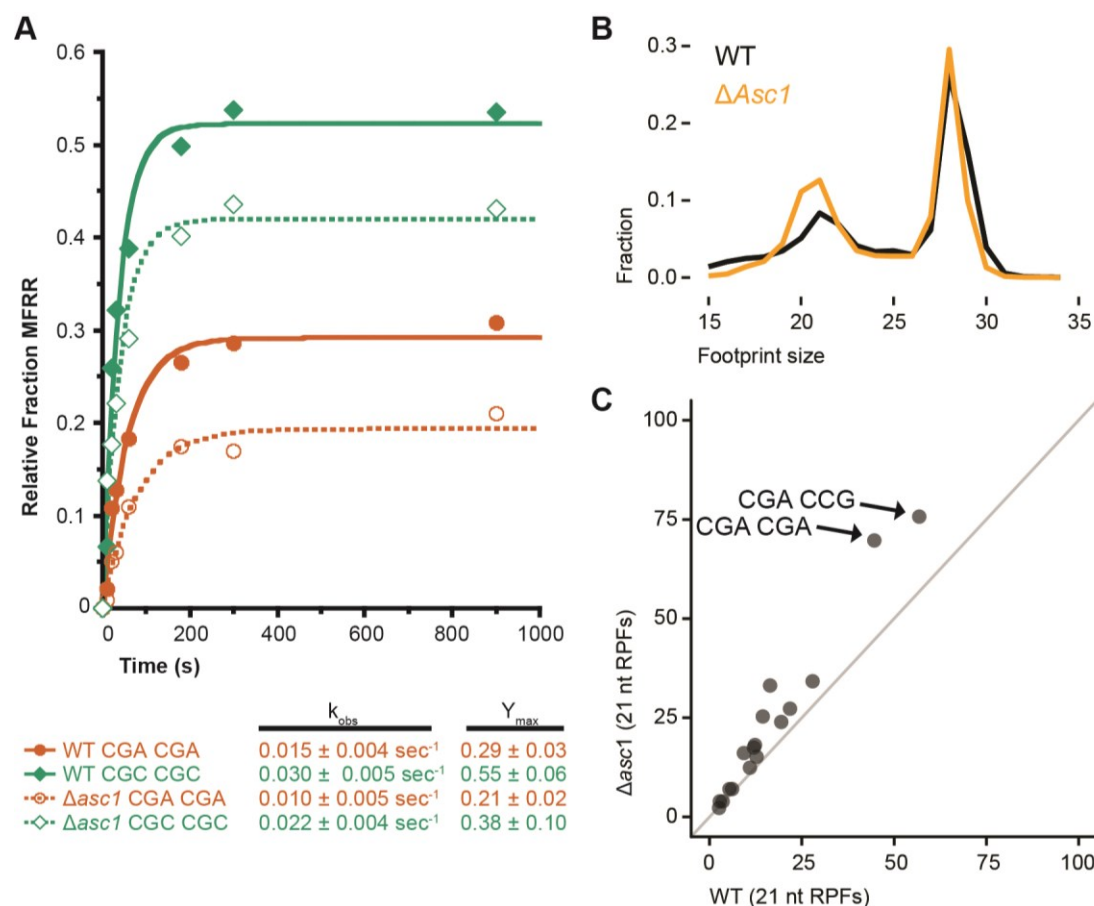 A
0.6
0.5
0.4
0.3
0.2
0.1
0
Relative Fraction MFRR
0 200 400 600 800 1000
Time (s)
k_obs Y_max
WT CGA CGA 0.015 ± 0.004 sec⁻¹ 0.29 ± 0.03
WT CGC CGC 0.030 ± 0.005 sec⁻¹ 0.55 ± 0.06
Δasc1 CGA CGA 0.010 ± 0.005 sec⁻¹ 0.21 ± 0.02
Δasc1 CGC CGC 0.022 ± 0.004 sec⁻¹ 0.38 ± 0.10
B
WT
ΔAsc1
0.3
0.2
0.1
0.0
Fraction
15 20 25 30 35
Footprint size
C
100
75
50
25
0
Δasc1 (21 nt RPFs)
CGA CCG
CGA CGA
0 25 50 75 100
WT (21 nt RPFs)